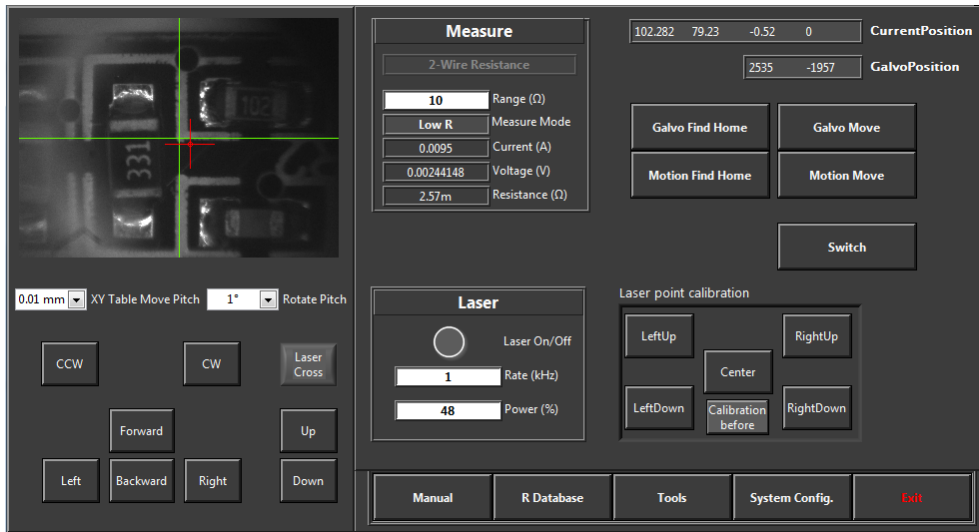 102
331
0.01 mm XY Table Move Pitch 1° Rotate Pitch
CCW CW Laser
Cross
Forward Up
Left Backward Right Down
Measure
2-Wire Resistance
10 Range (Ω)
Low R Measure Mode
0.0095 Current (A)
0.00244148 Voltage (V)
2.57m Resistance (Ω)
102.282 79.23 -0.52 0 CurrentPosition
2535 -1957 GalvoPosition
Galvo Find Home Galvo Move
Motion Find Home Motion Move
Switch
Laser
Laser On/Off
1 Rate (kHz)
48 Power (%)
Laser point calibration
LeftUp RightUp
Center
LeftDown Calibration
before RightDown
Manual R Database Tools System Config. Exit